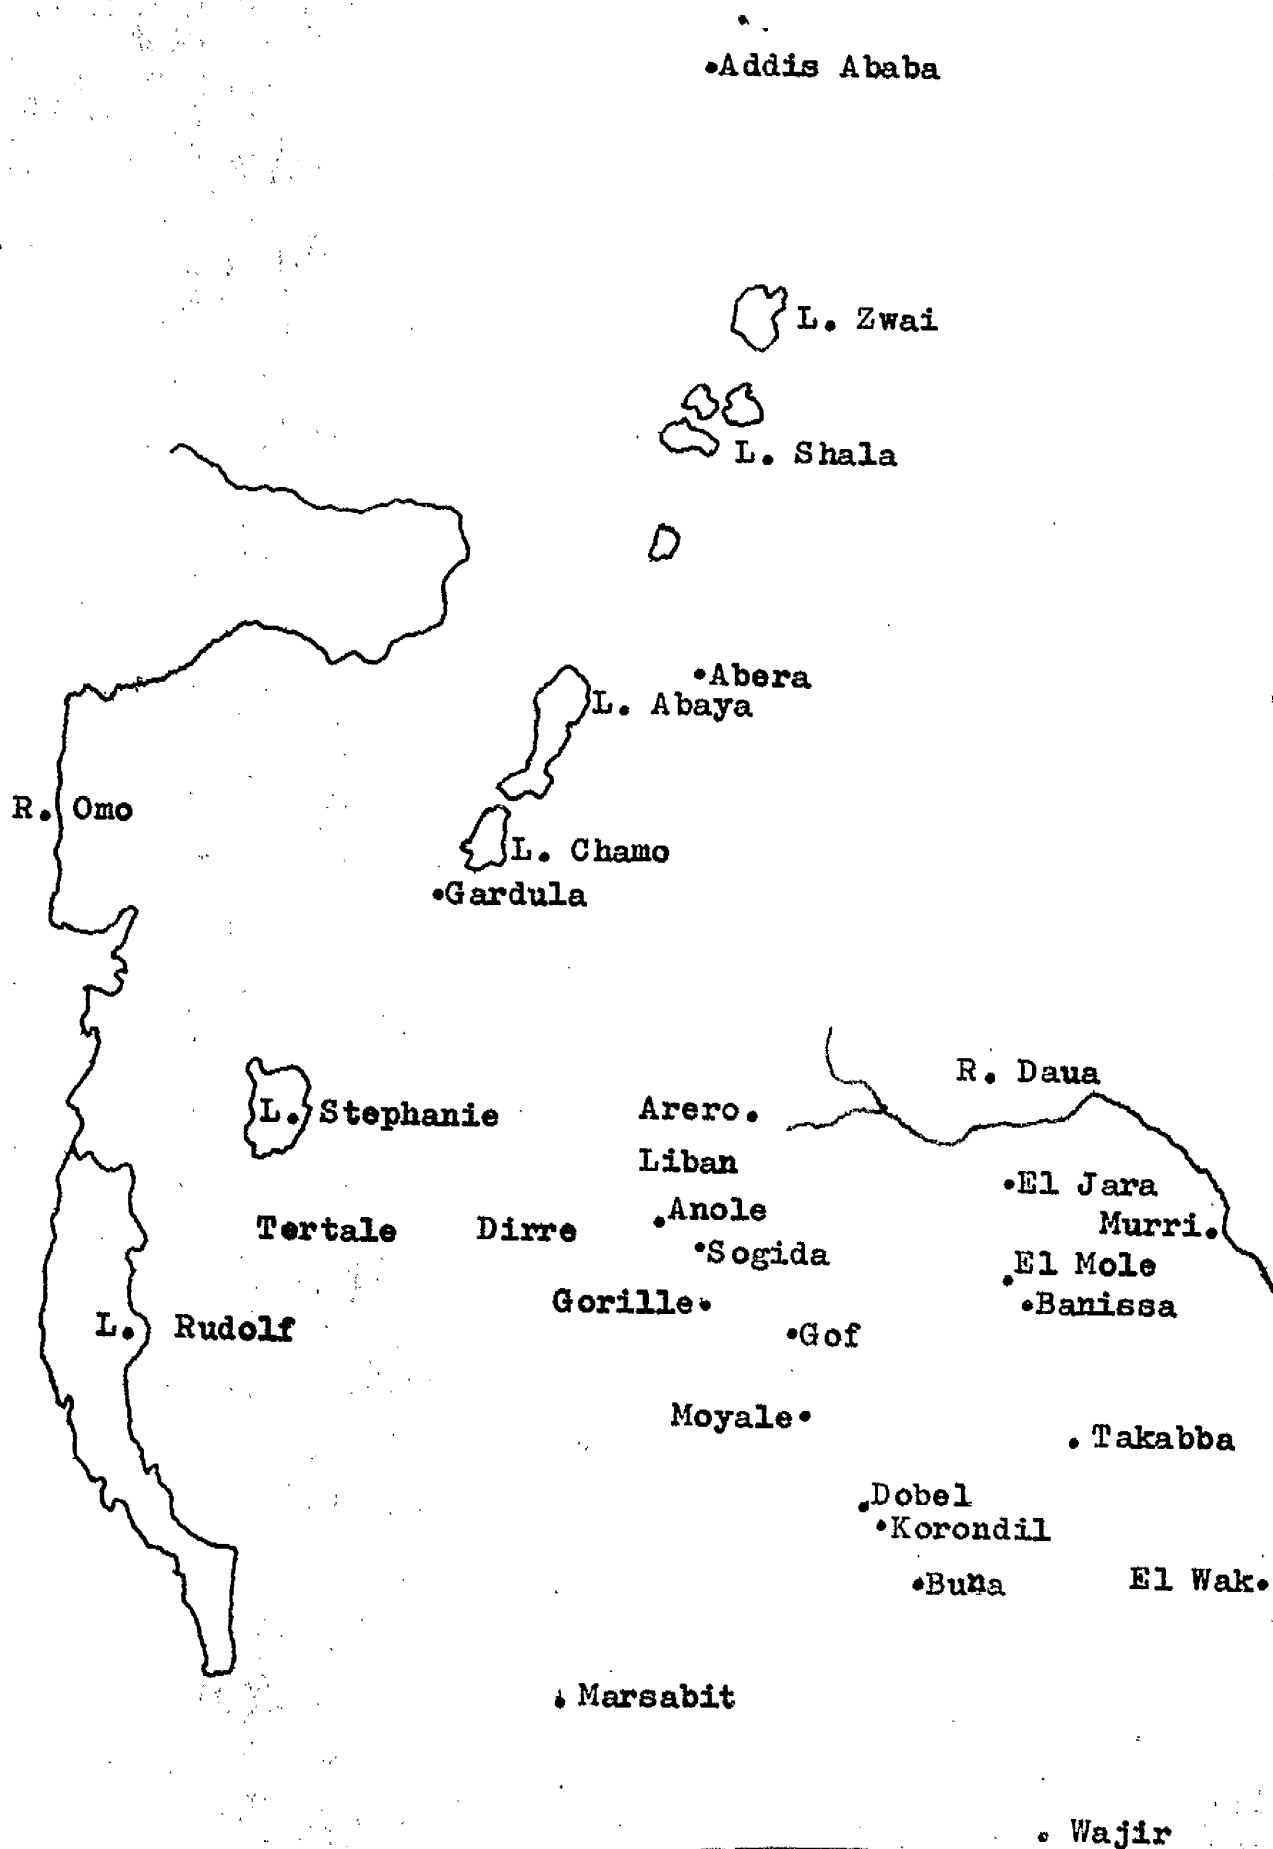 Addis Ababa
L. Zwai
L. Shala
Abera
L. Abaya
R. Omo
L. Chamo
Gardula
R. Daua
L. Stephanie
Arero
Liban
El Jara
Anole
Murri
Tertale
Dirre
Sogida
El Mole
Gorille
Banissa
L. Rudolf
Gof
Moyale
Takabba
Dobel
Korondil
Buna
El Wak
Marsabit
Wajir